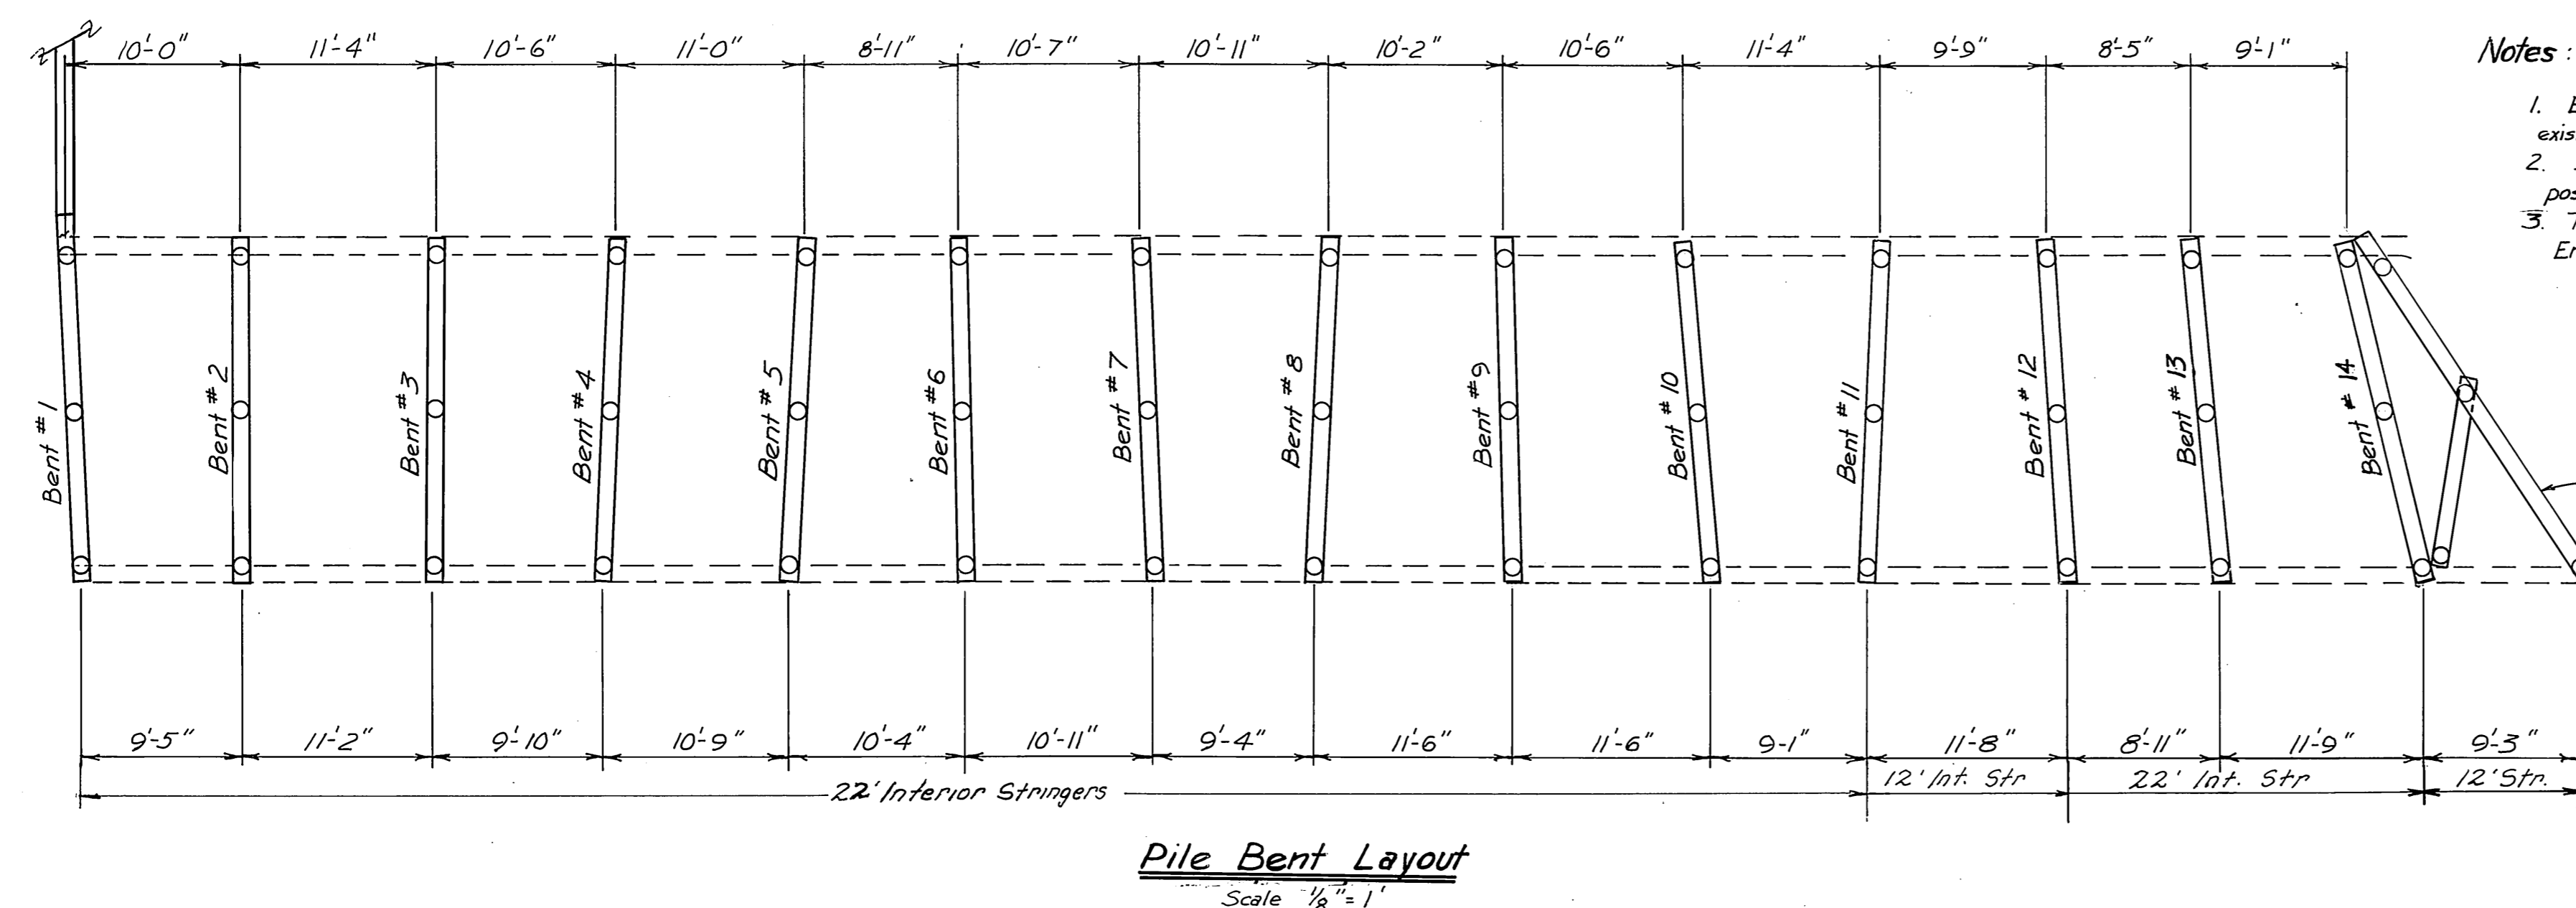 10'-0" 11'-4" 10'-6" 11'-0" 8'-11" 10'-7" 10'-11" 10'-2" 10'-6" 11'-4" 9'-9" 8'-5" 9'-1"
Notes:
1.
2.
3.
Bent #1
Bent #2
Bent #3
Bent #4
Bent #5
Bent #6
Bent #7
Bent #8
Bent #9
Bent #10
Bent #11
Bent #12
Bent #13
Bent #14
9'-5" 11'-2" 9'-10" 10'-9" 10'-4" 10'-11" 9'-4" 11'-6" 11'-6" 9-1" 11'-8" 8'-11" 11'-9" 9'-3"
22' Interior Stringers 12' Int. Str 22' Int. Str 12' Str.
Pile Bent Layout
Scale 1/8" = 1'